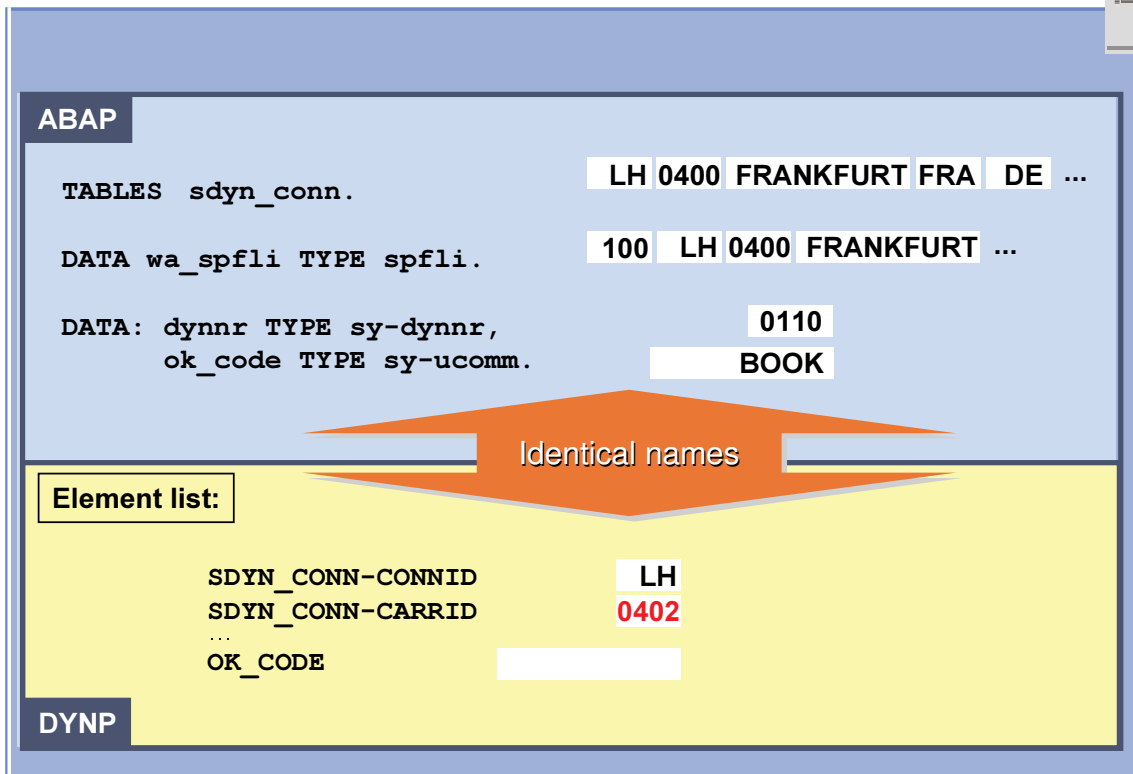 ABAP
TABLES sdyn_conn. LH 0400 FRANKFURT FRA DE ...
DATA wa_spfli TYPE spfli. 100 LH 0400 FRANKFURT ...
DATA: dynnr TYPE sy-dynnr, 0110
ok_code TYPE sy-ucomm. BOOK
Identical names
Element list:
SDYN_CONN-CONNID LH
SDYN_CONN-CARRID 0402
...
OK_CODE
DYNP